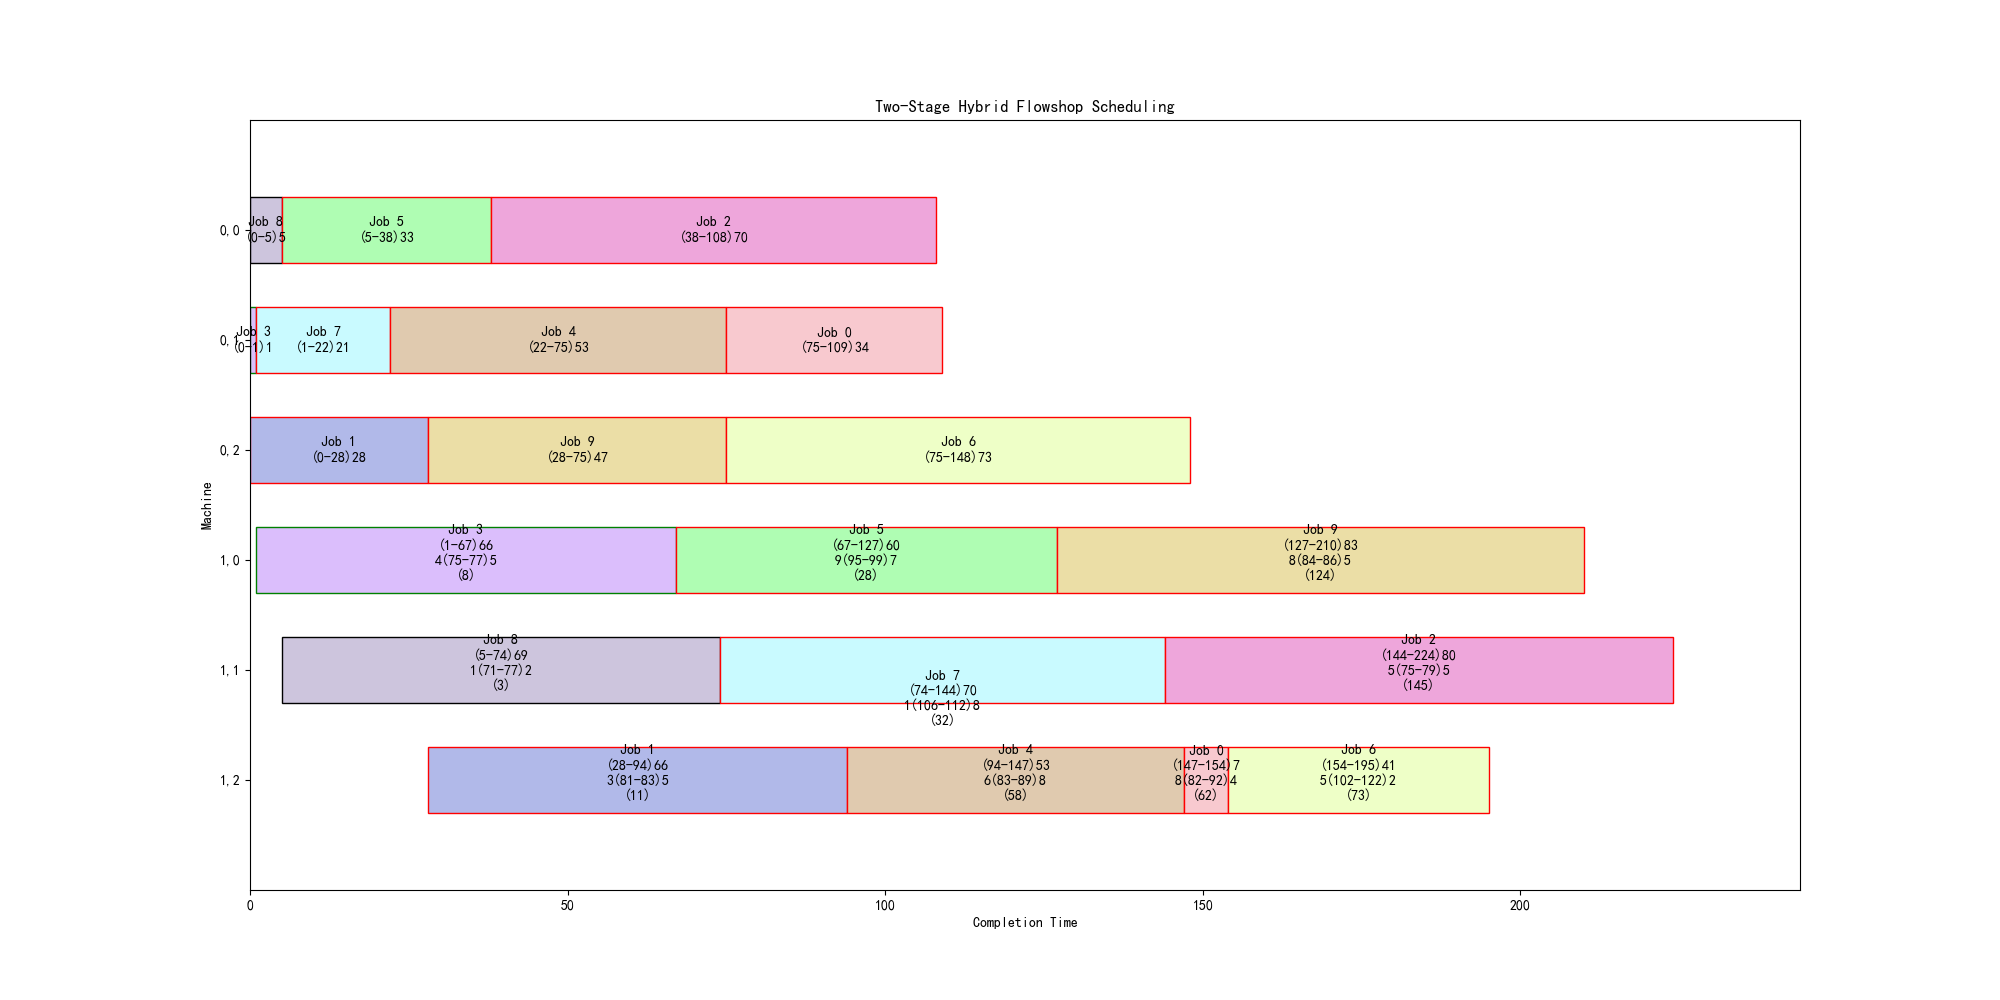 Two-Stage Hybrid Flowshop Scheduling
0,0
Job 8
(0-5)5
Job 5
(5-38)33
Job 2
(38-108)70
0,1
Job 3
(0-1)1
Job 7
(1-22)21
Job 4
(22-75)53
Job 0
(75-109)34
0,2
Job 1
(0-28)28
Job 9
(28-75)47
Job 6
(75-148)73
Machine
1,0
Job 3
(1-67)66
4(75-77)5
(8)
Job 5
(67-127)60
9(95-99)7
(28)
Job 9
(127-210)83
8(84-86)5
(124)
1,1
Job 8
(5-74)69
1(71-77)2
(3)
Job 7
(74-144)70
1(106-112)8
(32)
Job 2
(144-224)80
5(75-79)5
(145)
1,2
Job 1
(28-94)66
3(81-83)5
(11)
Job 4
(94-147)53
6(83-89)8
(58)
Job 0
(147-154)7
8(82-92)4
(62)
Job 6
(154-195)41
5(102-122)2
(73)
0
50
100
150
200
Completion Time